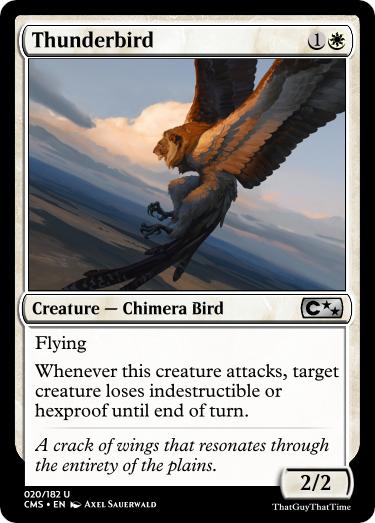 Thunderbird 1
Creature — Chimera Bird C
Flying
Whenever this creature attacks, target
creature loses indestructible or
hexproof until end of turn.
A crack of wings that resonates through
the entirety of the plains.
2/2
020/182 U
CMS • EN Axel Sauerwald
ThatGuyThatTime